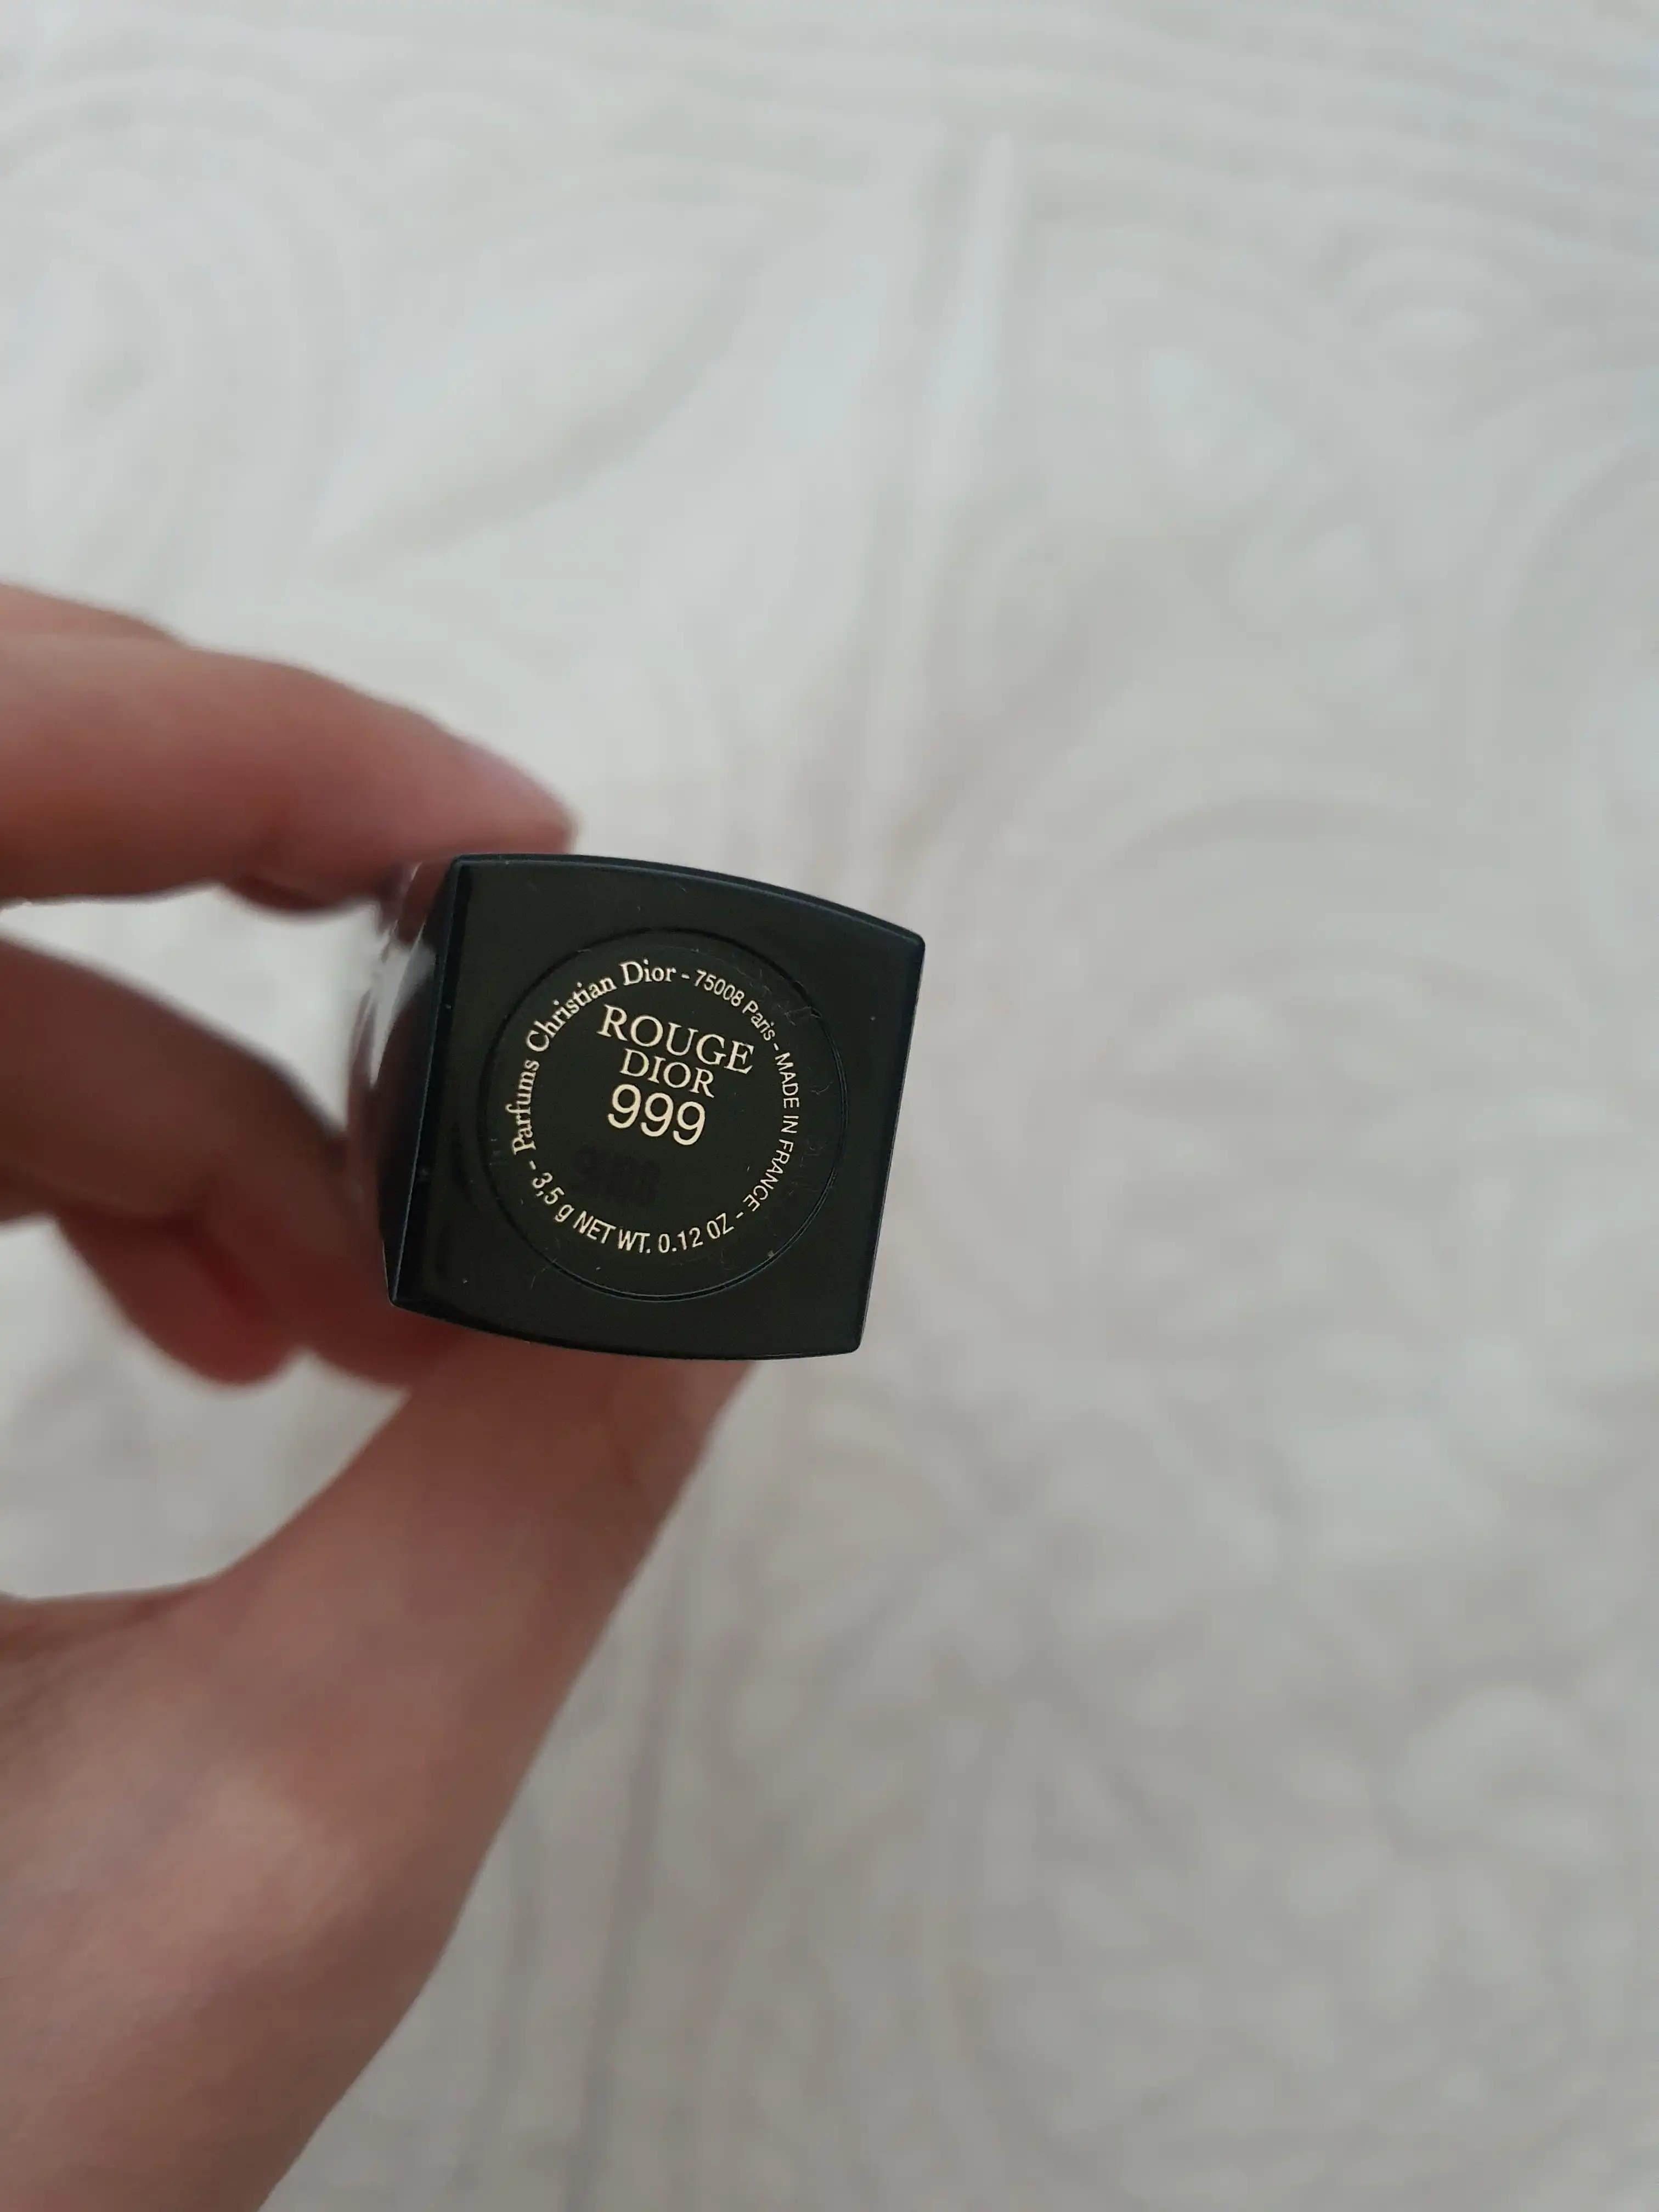 Parfums Christian Dior - 75008 Paris - MADE IN FRANCE - 3,5 g NET WT. 0.12 OZ -
ROUGE
DIOR
999